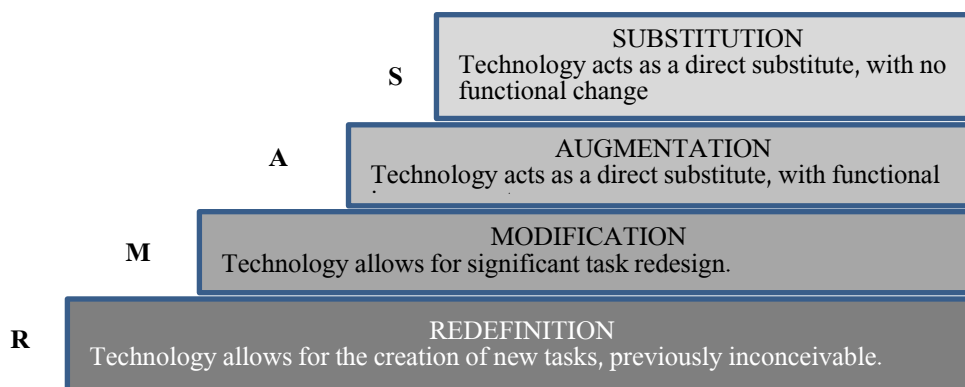 SUBSTITUTION
S
Technology acts as a direct substitute, with no
functional change
A
AUGMENTATION
Technology acts as a direct substitute, with functional
M
MODIFICATION
Technology allows for significant task redesign.
R
REDEFINITION
Technology allows for the creation of new tasks, previously inconceivable.